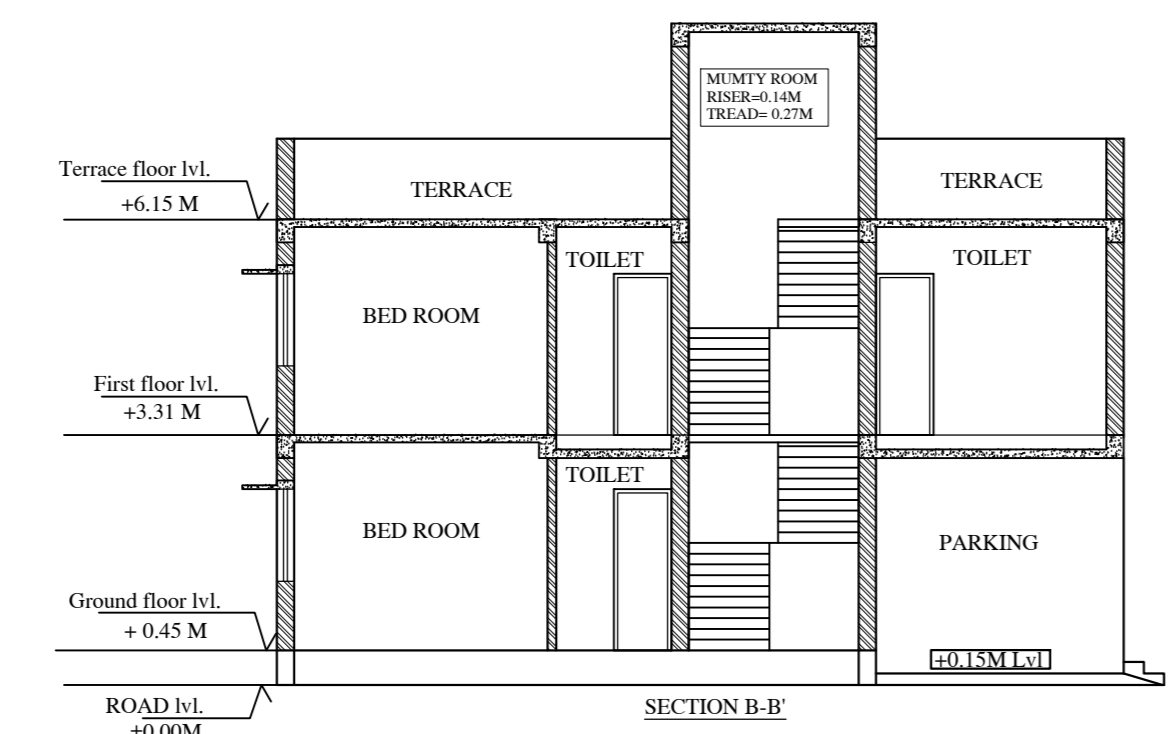 MUMTY ROOM
RISER=0.14M
TREAD= 0.27M
Terrace floor lvl.
+6.15 M
TERRACE
TERRACE
TOILET
TOILET
BED ROOM
First floor lvl.
+3.31 M
TOILET
BED ROOM
PARKING
Ground floor lvl.
+ 0.45 M
+0.15M Lvl
ROAD lvl.
±0.00M
SECTION B-B'